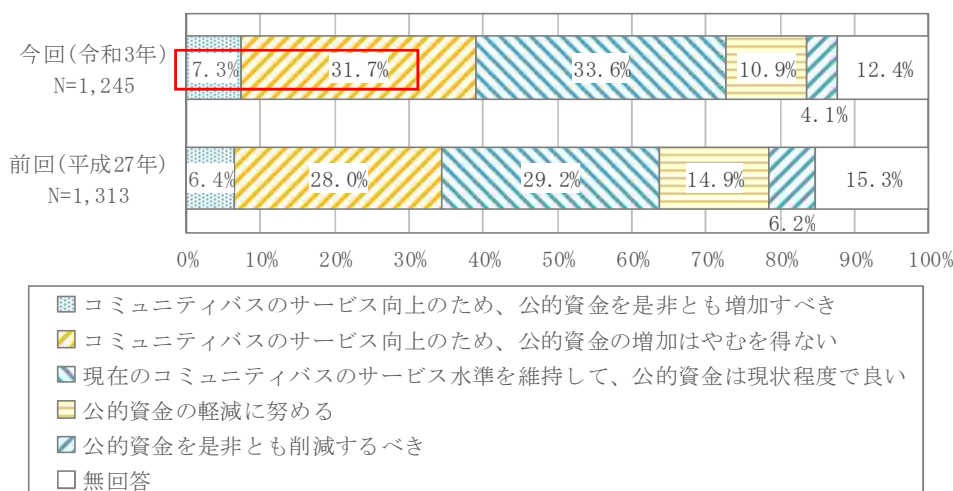 今回(令和3年)
N=1,245
7.3% 31.7% 33.6% 10.9% 12.4%
4.1%
前回(平成27年)
N=1,313
6.4% 28.0% 29.2% 14.9% 15.3%
6.2%
0% 10% 20% 30% 40% 50% 60% 70% 80% 90% 100%
コミュニティバスのサービス向上のため、公的資金を是非とも増加すべき
コミュニティバスのサービス向上のため、公的資金の増加はやむを得ない
現在のコミュニティバスのサービス水準を維持して、公的資金は現状程度で良い
公的資金の軽減に努める
公的資金を是非とも削減するべき
無回答